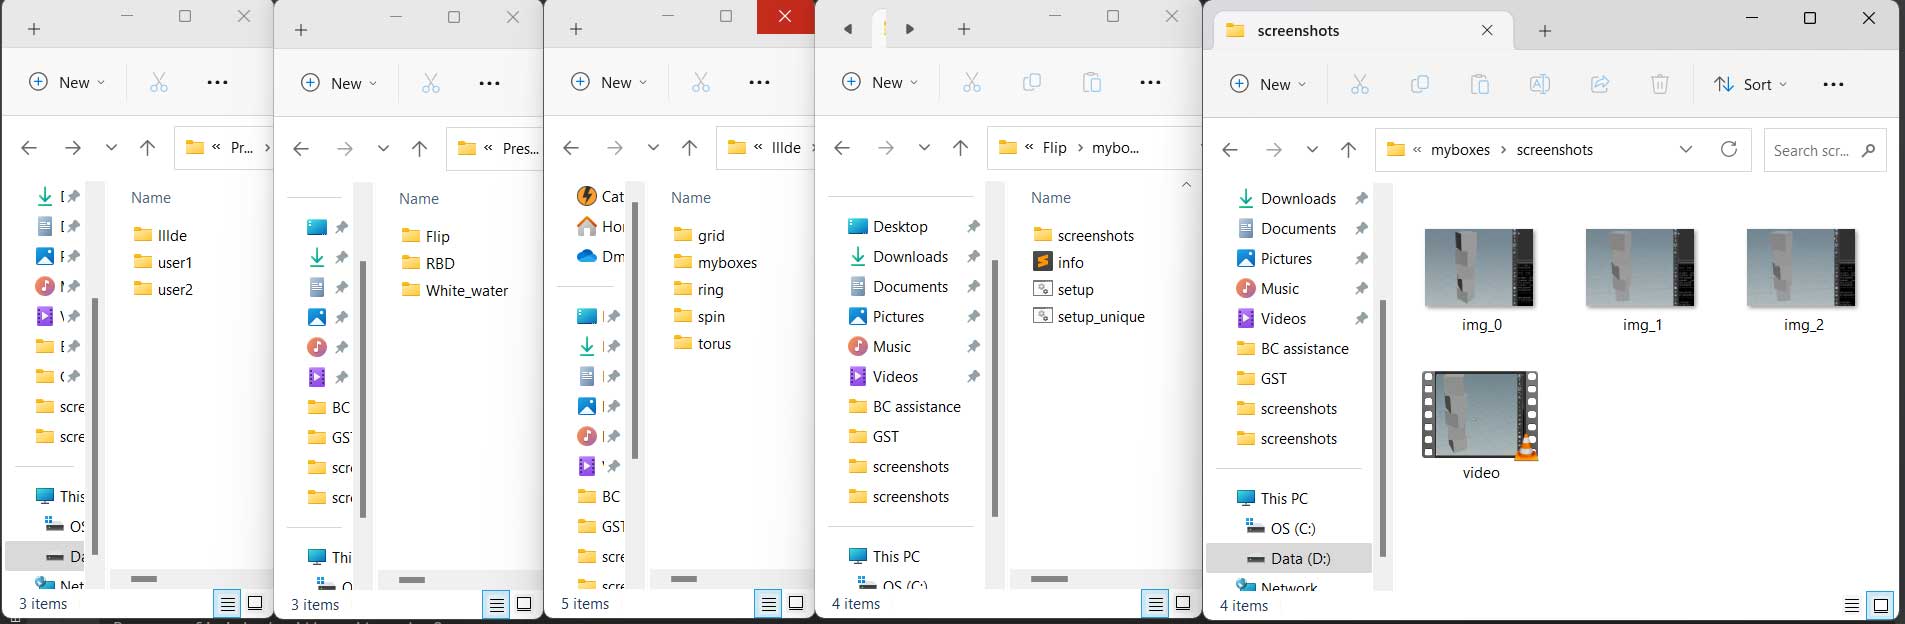 New
« Pr... >
Name
Illde
user1
user2
This
OS
Da
Net
3 items
New
« Pres...
Name
Flip
RBD
White_water
BC
GST
scre
scr
Thi
3 items
New
« Illde >
Cat
Hor
Dm
BC
GST
scre
scre
Name
grid
myboxes
ring
spin
torus
5 items
New
« Flip > mybo...
Desktop
Downloads
Documents
Pictures
Music
Videos
BC assistance
GST
screenshots
screenshots
This PC
OS (C:)
Name
screenshots
info
setup
setup_unique
4 items
screenshots
New
Sort
« myboxes > screenshots
Search scr...
Downloads
Documents
Pictures
Music
Videos
BC assistance
GST
screenshots
screenshots
This PC
OS (C:)
Data (D:)
Network
img_0
img_1
img_2
video
4 items